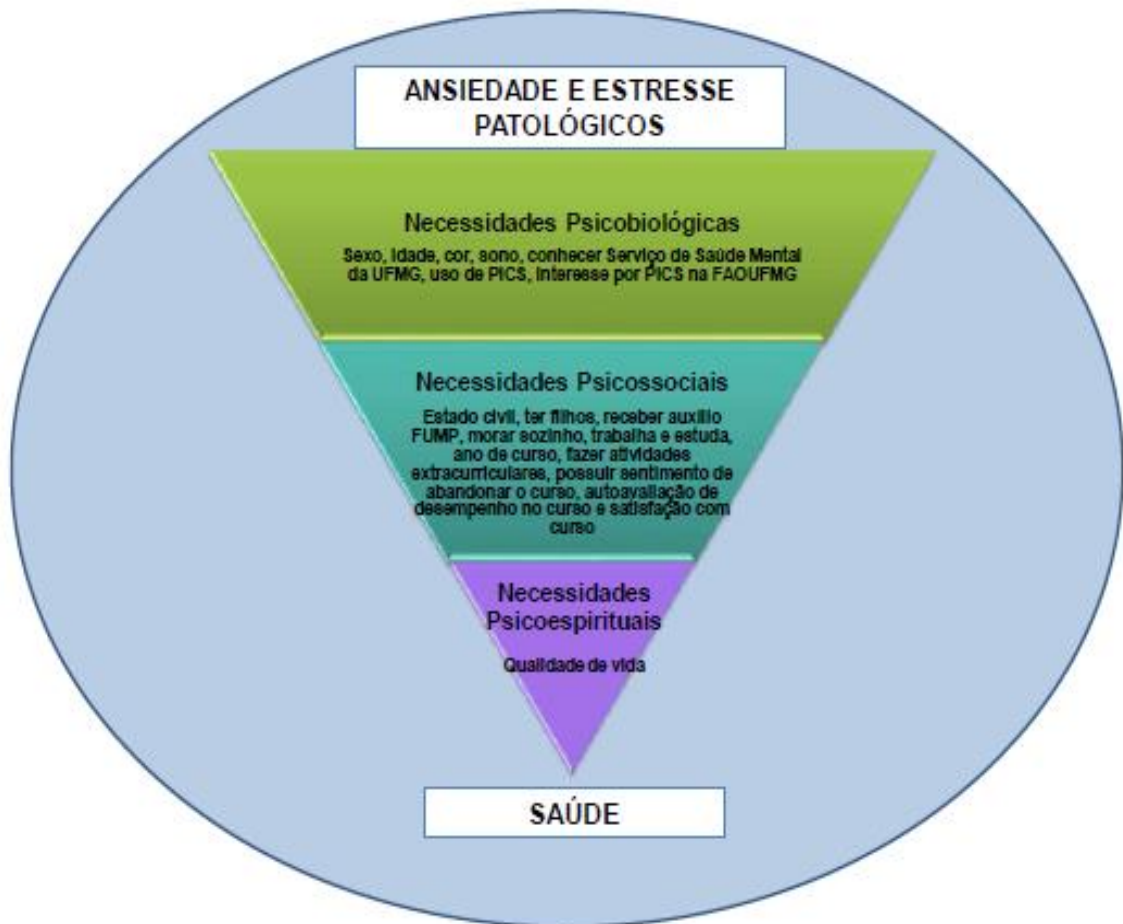 ANSIEDADE E ESTRESSE
PATOLÓGICOS
Necessidades Psicobiológicas
Sexo, idade, cor, sono, conhecer Serviço de Saúde Mental
da UFMG, uso de PICS, interesse por PICS na FAOUFMG
Necessidades Psicossociais
Estado civil, ter filhos, receber auxílio
FUMP, morar sozinho, trabalha e estuda,
ano de curso, fazer atividades
extracurriculares, possuir sentimento de
abandonar o curso, autoavaliação de
desempenho no curso e satisfação com
curso
Necessidades
Psicoespirituais
Qualidade de vida
SAÚDE